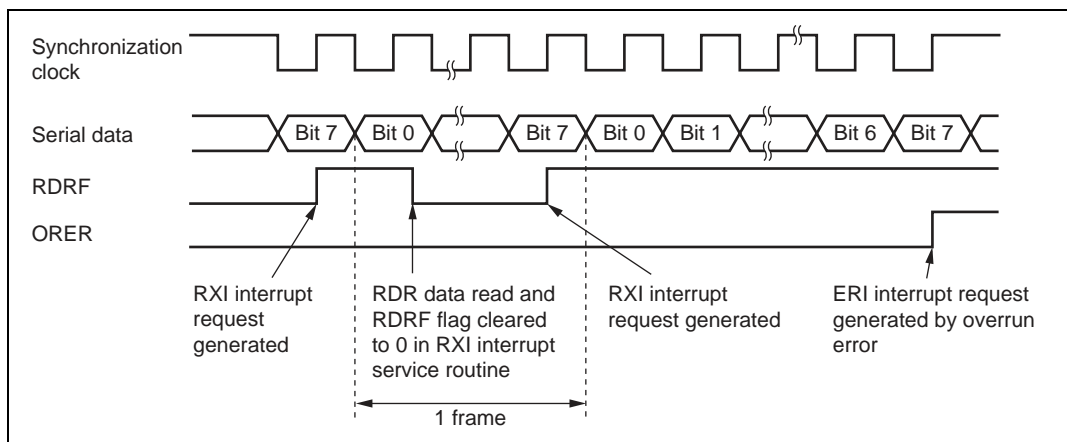 Synchronization
clock
Serial data
Bit 7 Bit 0 Bit 7 Bit 0 Bit 1 Bit 6 Bit 7
RDRF
ORER
RXI interrupt
request
generated
RDR data read and
RDRF flag cleared
to 0 in RXI interrupt
service routine
RXI interrupt
request generated
ERI interrupt request
generated by overrun
error
1 frame